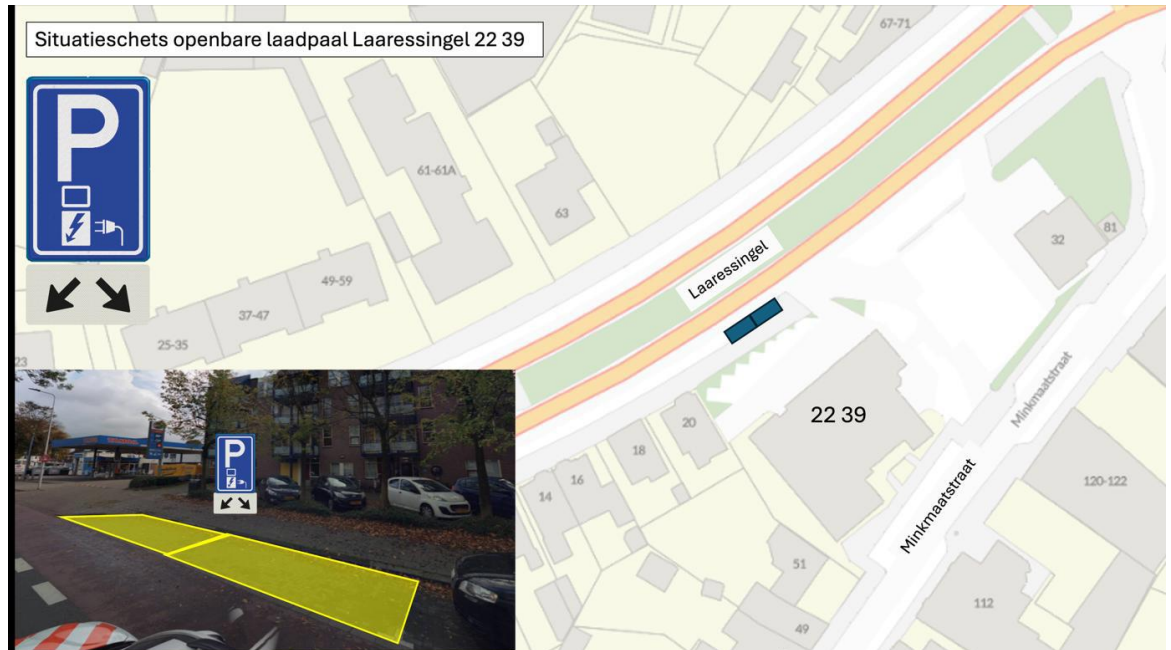 Situatieschets openbare laadpaal Laaressingel 22 39
P
67-71
61-61A
63
32
81
49-59
37-47
25-35
23
Laaressingel
Minkmaatstraat
22 39
20
18
16
14
120-122
Minkmaatstraat
51
112
49
P